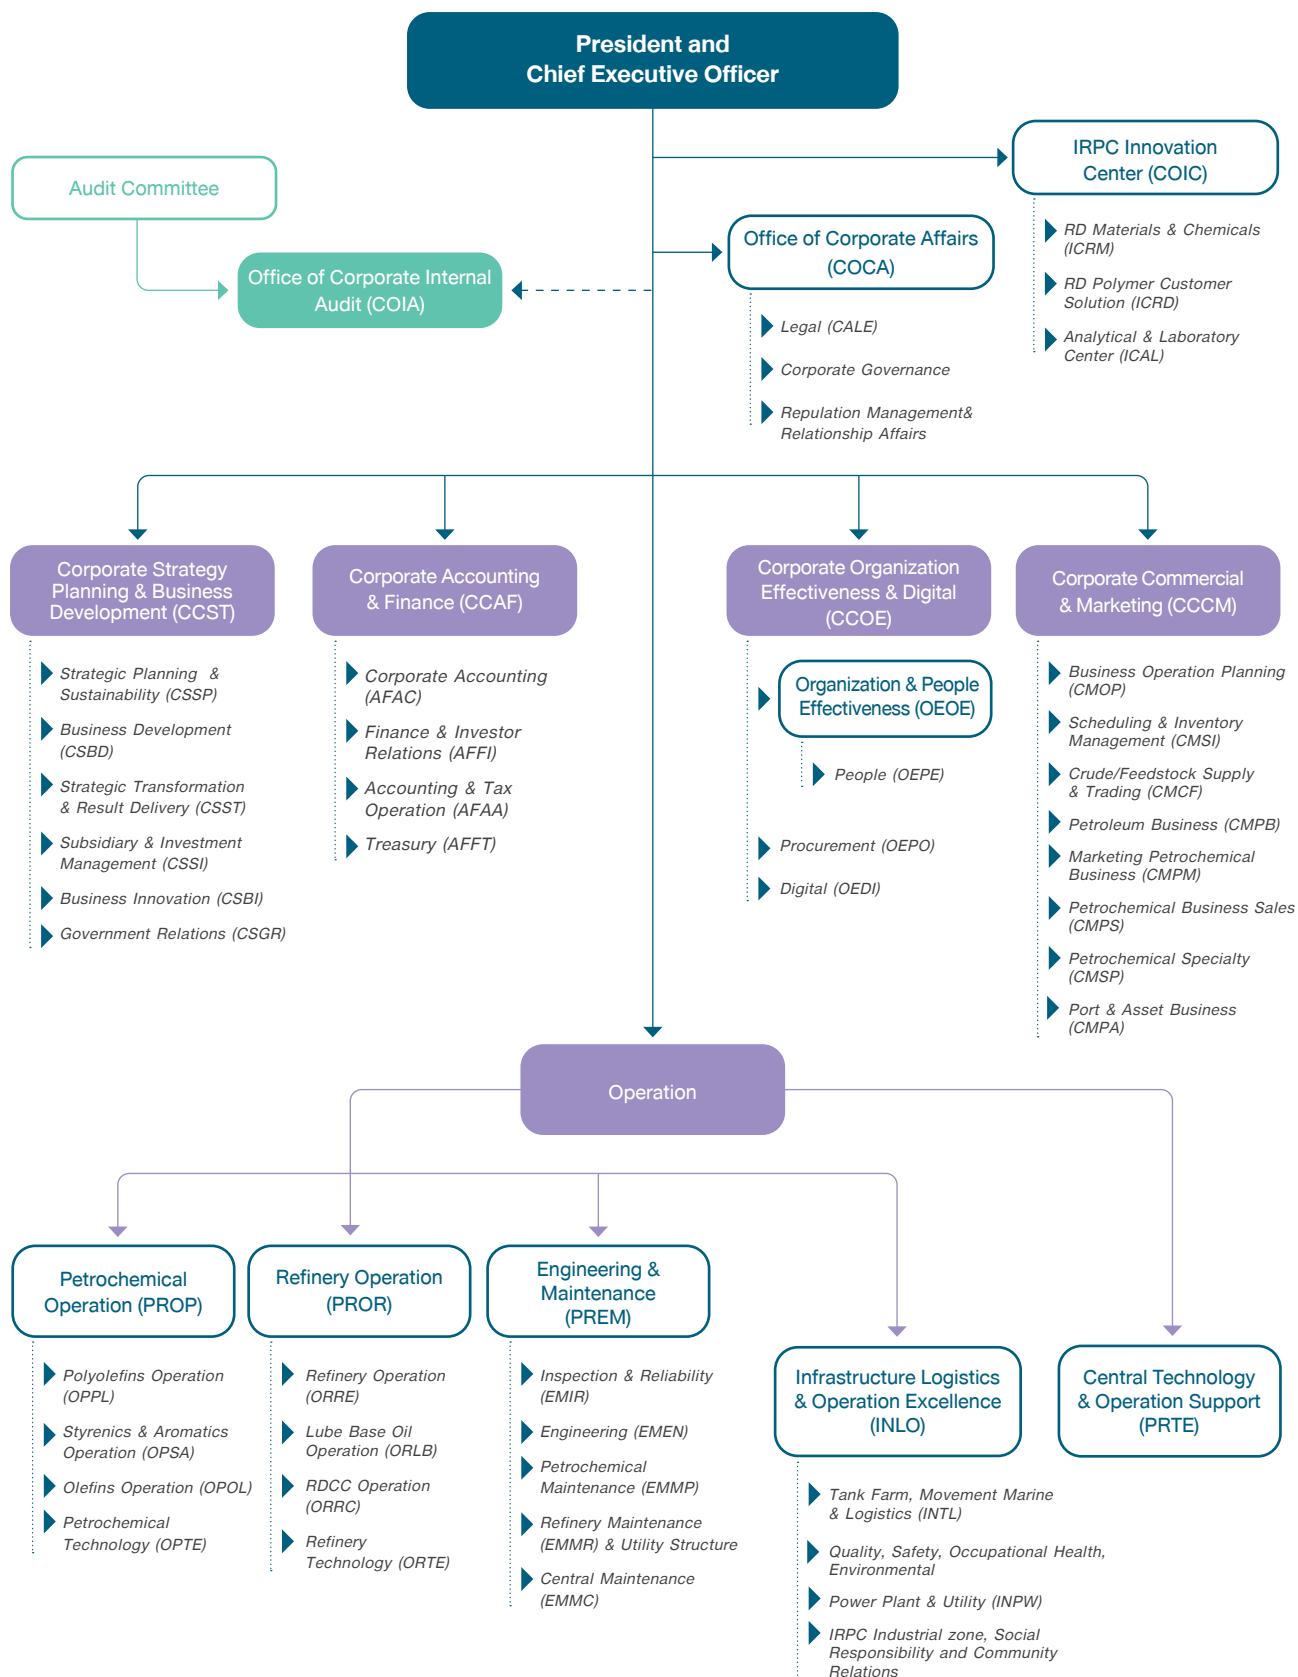 President and
Chief Executive Officer
IRPC Innovation
Center (COIC)
RD Materials & Chemicals
(ICRM)
RD Polymer Customer
Solution (ICRD)
Analytical & Laboratory
Center (ICAL)
Audit Committee
Office of Corporate Internal
Audit (COIA)
Office of Corporate Affairs
(COCA)
Legal (CALE)
Corporate Governance
Repulation Management&
Relationship Affairs
Corporate Strategy
Planning & Business
Development (CCST)
Strategic Planning &
Sustainability (CSSP)
Business Development
(CSBD)
Strategic Transformation
& Result Delivery (CSST)
Subsidiary & Investment
Management (CSSI)
Business Innovation (CSBI)
Government Relations (CSGR)
Corporate Accounting
& Finance (CCAF)
Corporate Accounting
(AFAC)
Finance & Investor
Relations (AFFI)
Accounting & Tax
Operation (AFAA)
Treasury (AFFT)
Corporate Organization
Effectiveness & Digital
(CCOE)
Organization & People
Effectiveness (OEOE)
People (OEPE)
Procurement (OEPO)
Digital (OEDI)
Corporate Commercial
& Marketing (CCCM)
Business Operation Planning
(CMOP)
Scheduling & Inventory
Management (CMSI)
Crude/Feedstock Supply
& Trading (CMCF)
Petroleum Business (CMPB)
Marketing Petrochemical
Business (CMPM)
Petrochemical Business Sales
(CMPS)
Petrochemical Specialty
(CMSP)
Port & Asset Business
(CMPA)
Operation
Petrochemical
Operation (PROP)
Polyolefins Operation
(OPPL)
Styrenics & Aromatics
Operation (OPSA)
Olefins Operation (OPOL)
Petrochemical
Technology (OPTE)
Refinery Operation
(PROR)
Refinery Operation
(ORRE)
Lube Base Oil
Operation (ORLB)
RDCC Operation
(ORRC)
Refinery
Technology (ORTE)
Engineering &
Maintenance
(PREM)
Inspection & Reliability
(EMIR)
Engineering (EMEN)
Petrochemical
Maintenance (EMMP)
Refinery Maintenance
(EMMR) & Utility Structure
Central Maintenance
(EMMC)
Infrastructure Logistics
& Operation Excellence
(INLO)
Tank Farm, Movement Marine
& Logistics (INTL)
Quality, Safety, Occupational Health,
Environmental
Power Plant & Utility (INPW)
IRPC Industrial zone, Social
Responsibility and Community
Relations
Central Technology
& Operation Support
(PRTE)